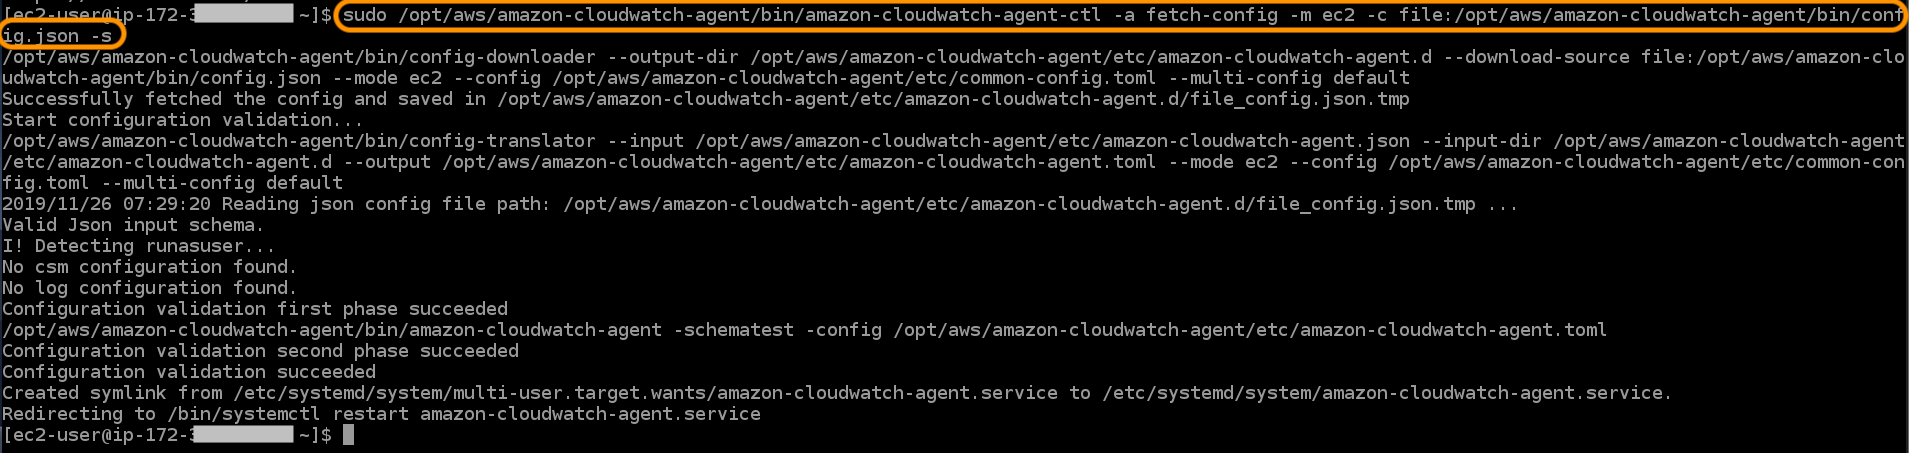 [ec2-user@ip-172- ~]$ sudo /opt/aws/amazon-cloudwatch-agent/bin/amazon-cloudwatch-agent-ctl -a fetch-config -m ec2 -c file:/opt/aws/amazon-cloudwatch-agent/bin/conf
ig.json -s
/opt/aws/amazon-cloudwatch-agent/bin/config-downloader --output-dir /opt/aws/amazon-cloudwatch-agent/etc/amazon-cloudwatch-agent.d --download-source file:/opt/aws/amazon-clo
udwatch-agent/bin/config.json --mode ec2 --config /opt/aws/amazon-cloudwatch-agent/etc/common-config.toml --multi-config default
Successfully fetched the config and saved in /opt/aws/amazon-cloudwatch-agent/etc/amazon-cloudwatch-agent.d/file_config.json.tmp
Start configuration validation...
/opt/aws/amazon-cloudwatch-agent/bin/config-translator --input /opt/aws/amazon-cloudwatch-agent/etc/amazon-cloudwatch-agent.json --input-dir /opt/aws/amazon-cloudwatch-agent
/etc/amazon-cloudwatch-agent.d --output /opt/aws/amazon-cloudwatch-agent/etc/amazon-cloudwatch-agent.toml --mode ec2 --config /opt/aws/amazon-cloudwatch-agent/etc/common-con
fig.toml --multi-config default
2019/11/26 07:29:20 Reading json config file path: /opt/aws/amazon-cloudwatch-agent/etc/amazon-cloudwatch-agent.d/file_config.json.tmp ...
Valid Json input schema.
I! Detecting runasuser...
No csm configuration found.
No log configuration found.
Configuration validation first phase succeeded
/opt/aws/amazon-cloudwatch-agent/bin/amazon-cloudwatch-agent -schematest -config /opt/aws/amazon-cloudwatch-agent/etc/amazon-cloudwatch-agent.toml
Configuration validation second phase succeeded
Configuration validation succeeded
Created symlink from /etc/systemd/system/multi-user.target.wants/amazon-cloudwatch-agent.service to /etc/systemd/system/amazon-cloudwatch-agent.service.
Redirecting to /bin/systemctl restart amazon-cloudwatch-agent.service
[ec2-user@ip-172- ~]$